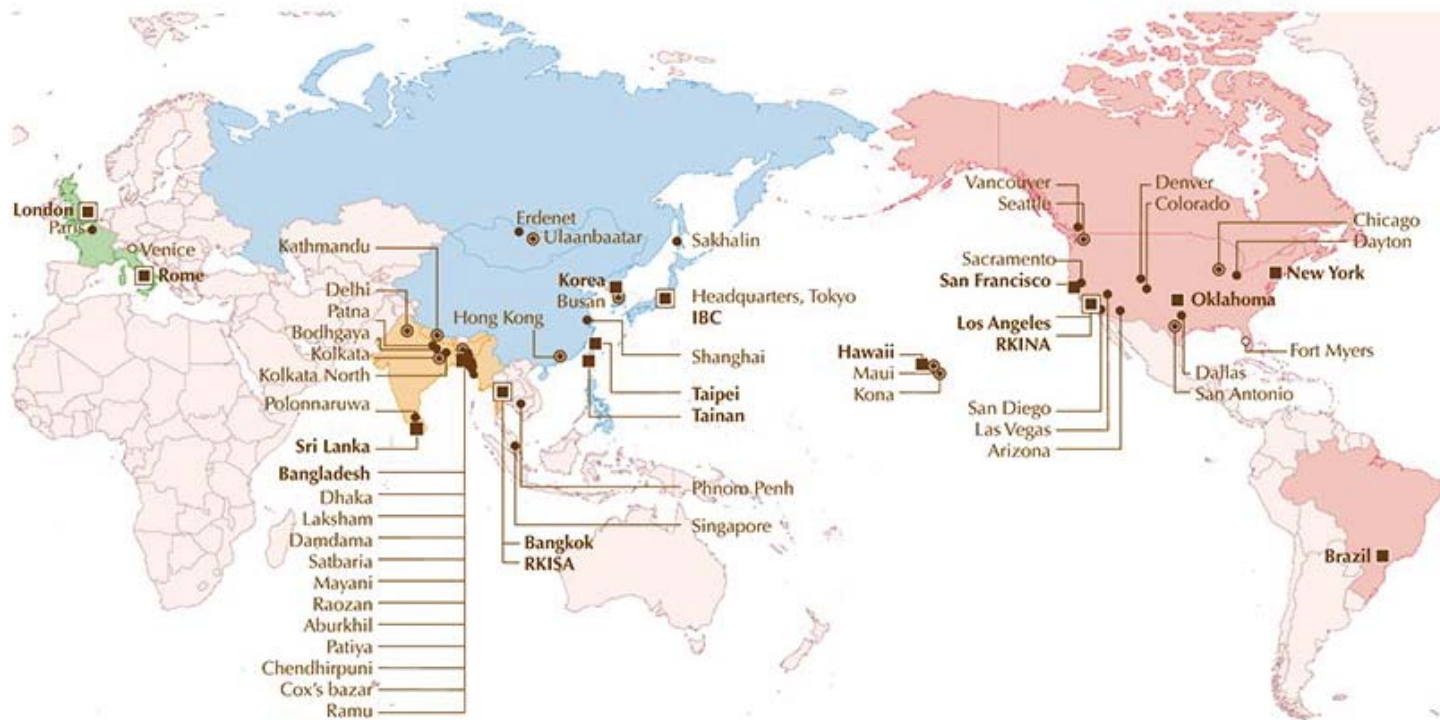 London
Paris
Venice
Rome
Kathmandu
Delhi
Patna
Bodhgaya
Kolkata
Kolkata North
Polonnaruwa
Sri Lanka
Bangladesh
Dhaka
Laksham
Damdama
Satbaria
Mayani
Raozan
Aburkhil
Patiya
Chendhirpuni
Cox's bazar
Ramu
Erdenet
Ulaanbaatar
Sakhalin
Korea
Busan
Headquarters, Tokyo
IBC
Hong Kong
Shanghai
Taipei
Tainan
Phnom Penh
Singapore
Bangkok
RKISA
Hawaii
Maui
Kona
Vancouver
Seattle
Sacramento
San Francisco
Los Angeles
RKINA
San Diego
Las Vegas
Arizona
Denver
Colorado
Chicago
Dayton
New York
Oklahoma
Fort Myers
Dallas
San Antonio
Brazil